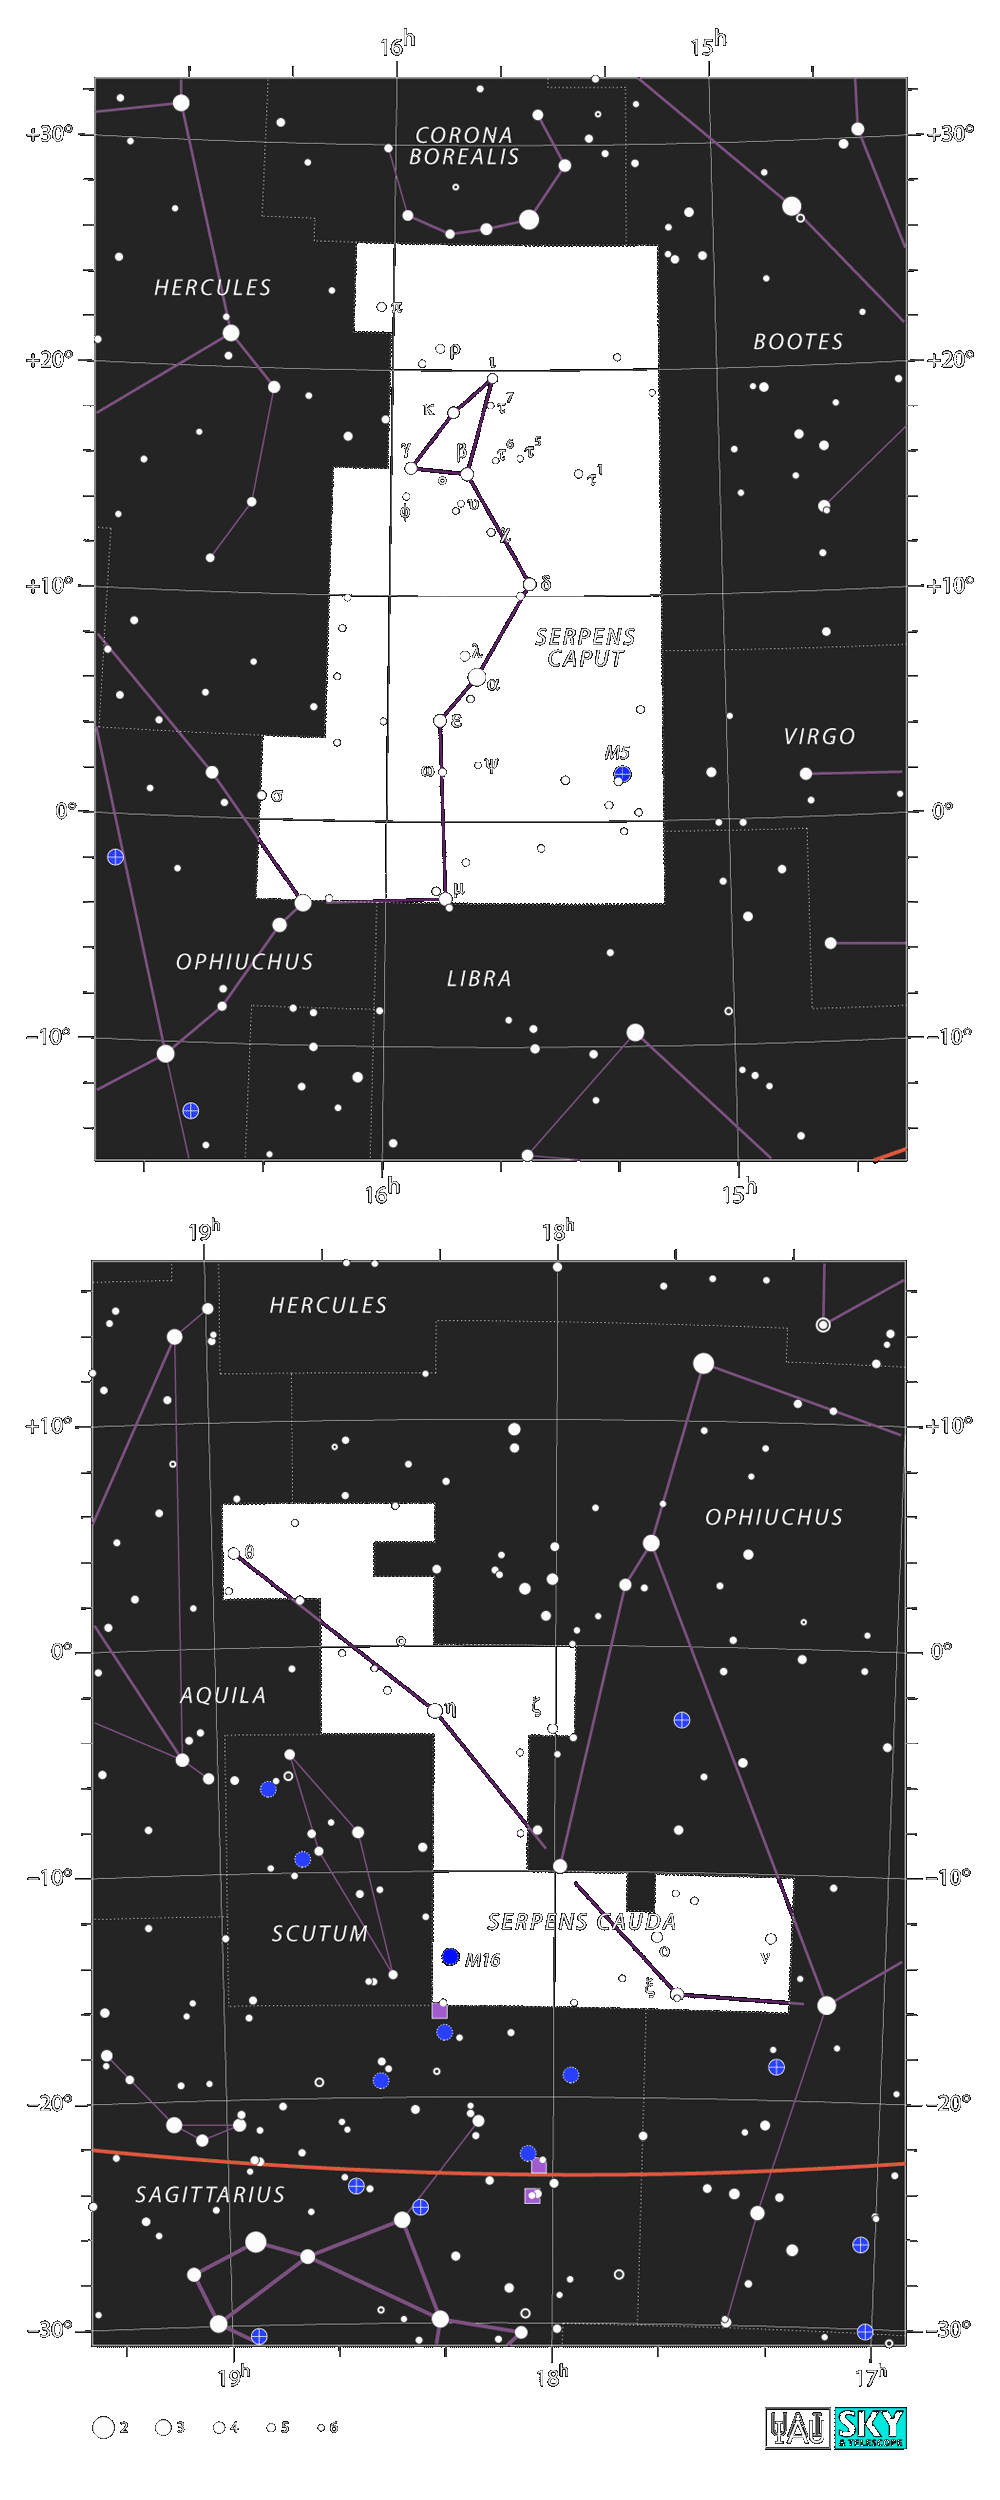 16h 15h
+30° +30°
CORONA
BOREALIS
HERCULES
π
+20° +20°
BOOTES
ρ
ι
κ
τ7
γ β τ6 τ5
τ1
φ υ
χ
+10° +10°
δ
SERPENS
CAPUT
λ
α
ε
VIRGO
M5
ω ψ
σ
0° 0°
μ
OPHIUCHUS
LIBRA
–10° –10°
16h 15h
19h 18h
HERCULES
+10° +10°
OPHIUCHUS
θ
0° 0°
AQUILA
η ζ
–10° –10°
SERPENS CAUDA
SCUTUM
ο ν
M16
ξ
–20° –20°
SAGITTARIUS
–30° –30°
19h 18h 17h
2 3 4 5 6
IAU
SKY
& TELESCOPE